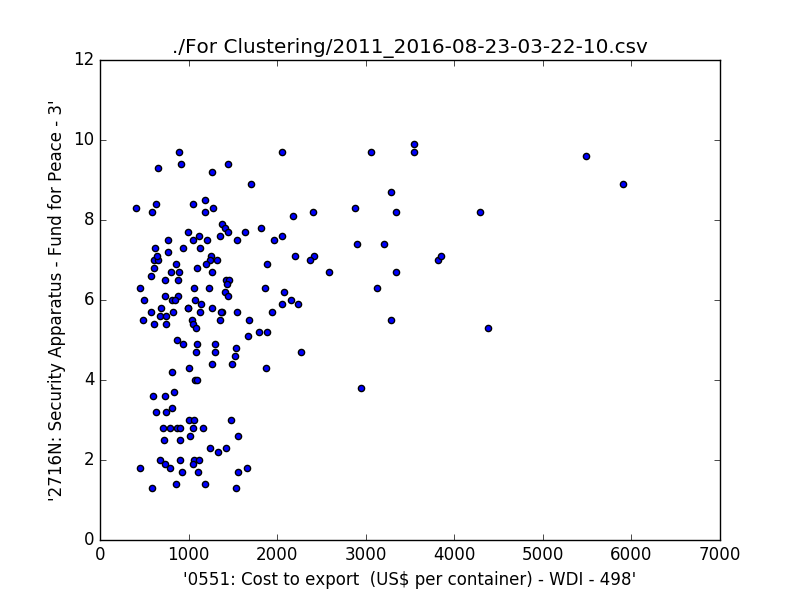 ./For Clustering/2011_2016-08-23-03-22-10.csv
12
10
8
6
4
2
0
'2716N: Security Apparatus - Fund for Peace - 3'
0 1000 2000 3000 4000 5000 6000 7000
'0551: Cost to export  (US$ per container) - WDI - 498'